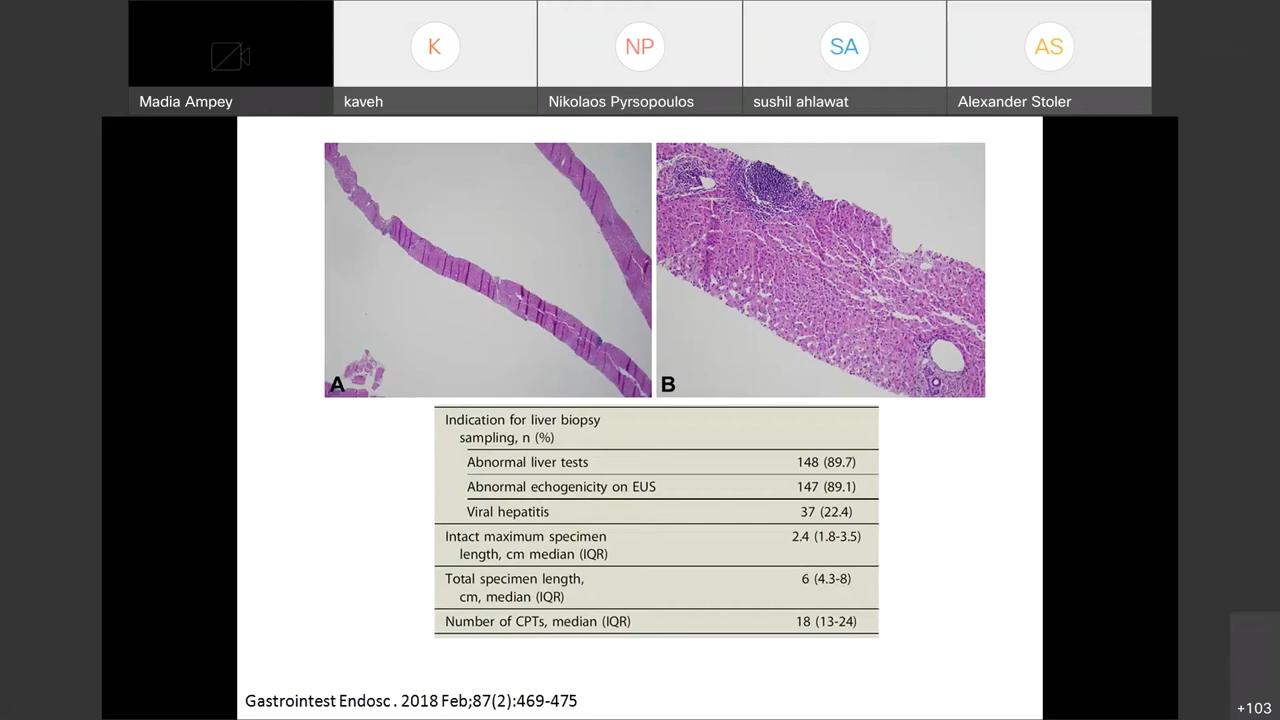 K
NP
SA
AS
Madia Ampey
kaveh
Nikolaos Pyrsopoulos
sushil ahlawat
Alexander Stoler
A
B
Indication for liver biopsy
sampling, n (%)
Abnormal liver tests 148 (89.7)
Abnormal echogenicity on EUS 147 (89.1)
Viral hepatitis 37 (22.4)
Intact maximum specimen 2.4 (1.8-3.5)
length, cm median (IQR)
Total specimen length, 6 (4.3-8)
cm, median (IQR)
Number of CPTs, median (IQR) 18 (13-24)
Gastrointest Endosc . 2018 Feb;87(2):469-475
+103